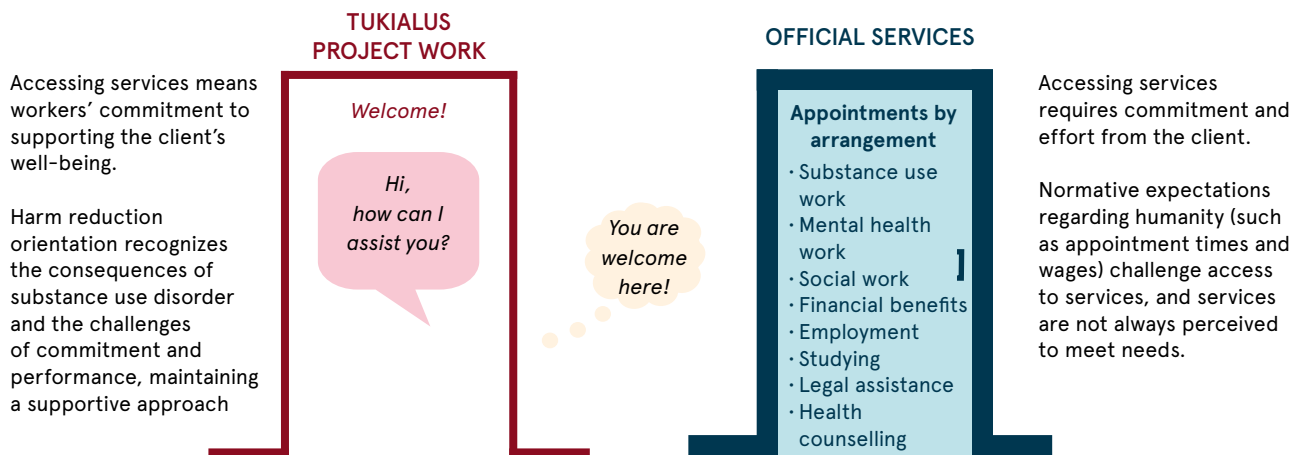 TUKIALUS
PROJECT WORK
Accessing services means
workers' commitment to
supporting the client's
well-being.
Harm reduction
orientation recognizes
the consequences of
substance use disorder
and the challenges
of commitment and
performance, maintaining
a supportive approach
Welcome!
Hi,
how can I
assist you?
You are
welcome
here!
OFFICIAL SERVICES
Appointments by
arrangement
· Substance use
work
· Mental health
work
· Social work
· Financial benefits
· Employment
· Studying
· Legal assistance
· Health
counselling
Accessing services
requires commitment and
effort from the client.
Normative expectations
regarding humanity (such
as appointment times and
wages) challenge access
to services, and services
are not always perceived
to meet needs.